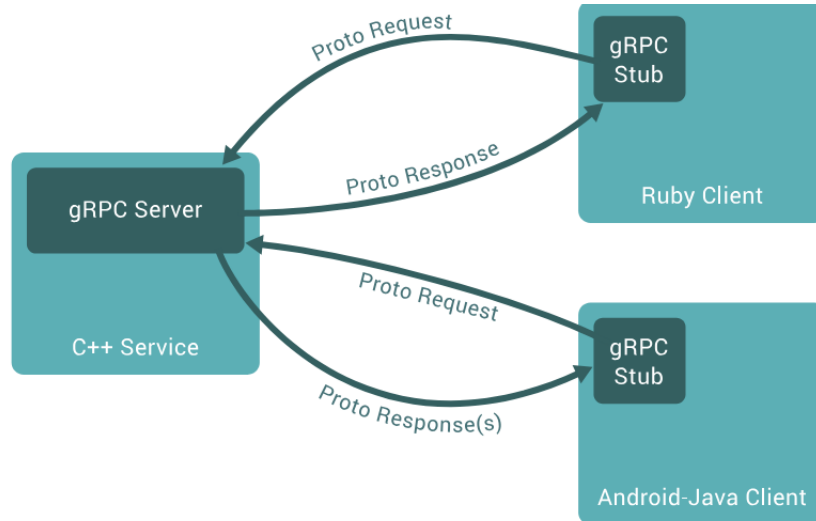 Proto Request
gRPC
Stub
Proto Response
Ruby Client
gRPC Server
C++ Service
Proto Request
gRPC
Stub
Proto Response(s)
Android-Java Client